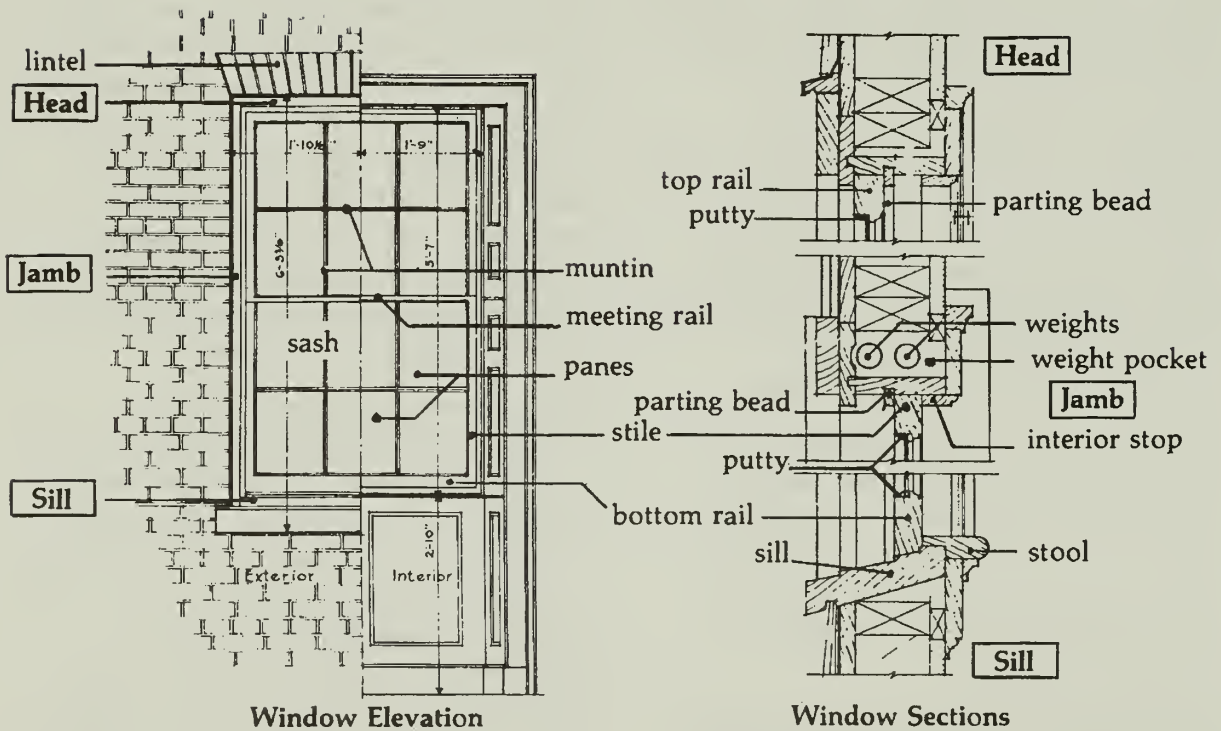 lintel
Head
Jamb
Sill
1'-10½"
1'-9"
5'-7"
2'-10"
sash
Exterior
Interior
muntin
meeting rail
panes
stile
bottom rail
Window Elevation
Head
top rail
putty
parting bead
weights
weight pocket
Jamb
parting bead
interior stop
putty
sill
stool
Sill
Window Sections